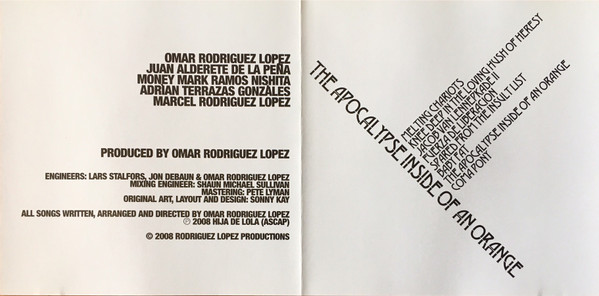 OMAR RODRIGUEZ LOPEZ
JUAN ALDERETE DE LA PEÑA
MONEY MARK RAMOS NISHITA
ADRIAN TERRAZAS GONZÀLES
MARCEL RODRIGUEZ LOPEZ
PRODUCED BY OMAR RODRIGUEZ LOPEZ
ENGINEERS: LARS STALFORS, JON DEBAUN & OMAR RODRIGUEZ LOPEZ
MIXING ENGINEER: SHAUN MICHAEL SULLIVAN
MASTERING: PETE LYMAN
ORIGINAL ART, LAYOUT AND DESIGN: SONNY KAY
ALL SONGS WRITTEN, ARRANGED AND DIRECTED BY OMAR RODRIGUEZ LOPEZ
℗ 2008 HIJA DE LOLA (ASCAP)
© 2008 RODRIGUEZ LOPEZ PRODUCTIONS
THE APOCALYPSE INSIDE OF AN ORANGE
MELTING CHARIOTS
KNEE DEEP IN THE LOVING HUSH OF HERESY
JACOB VAN LENNEPKADE II
FUERZA DE LIBERACION
SPARED FROM THE INSULT LIST
BABY FAT
THE APOCALYPSE INSIDE OF AN ORANGE
COMA PONY